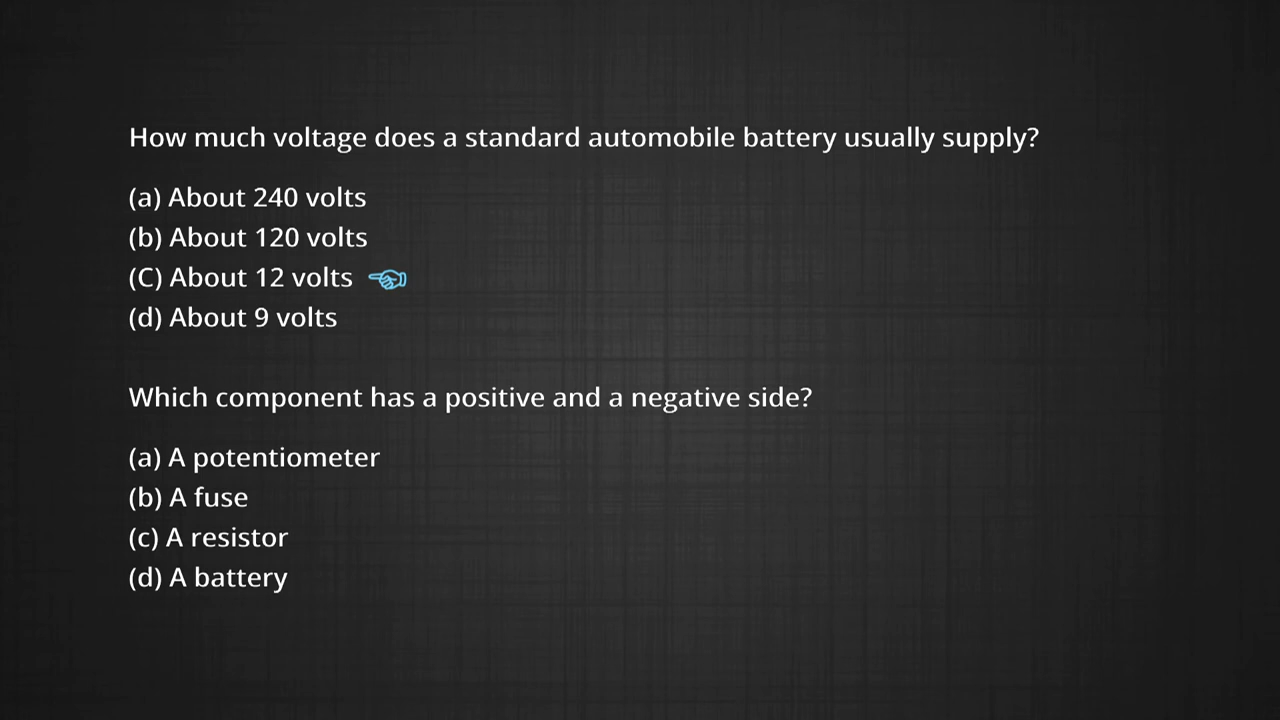 How much voltage does a standard automobile battery usually supply?
(a) About 240 volts
(b) About 120 volts
(C) About 12 volts
(d) About 9 volts
Which component has a positive and a negative side?
(a) A potentiometer
(b) A fuse
(c) A resistor
(d) A battery